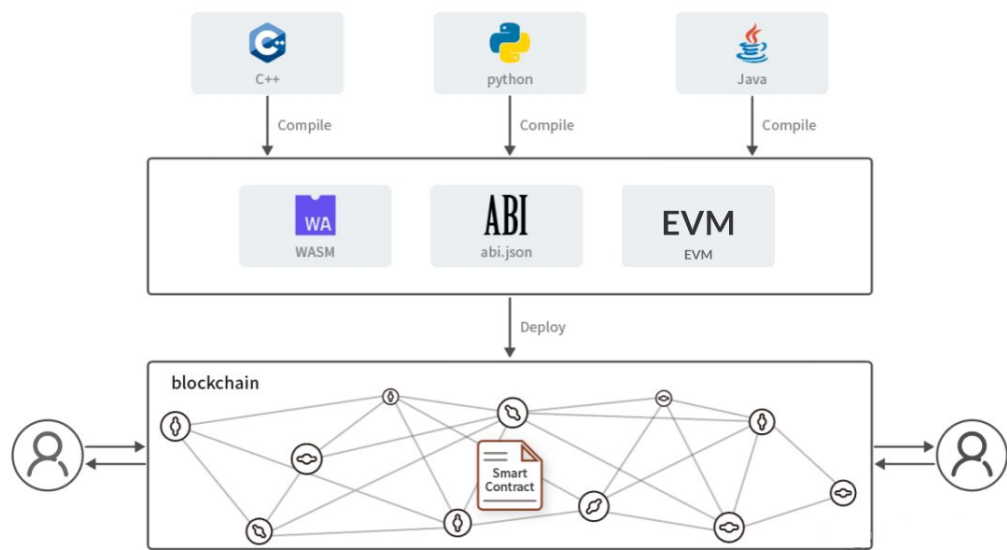 C++
python
Java
Compile
Compile
Compile
WA
WASM
ABI
abi.json
EVM
EVM
Deploy
blockchain
Smart
Contract